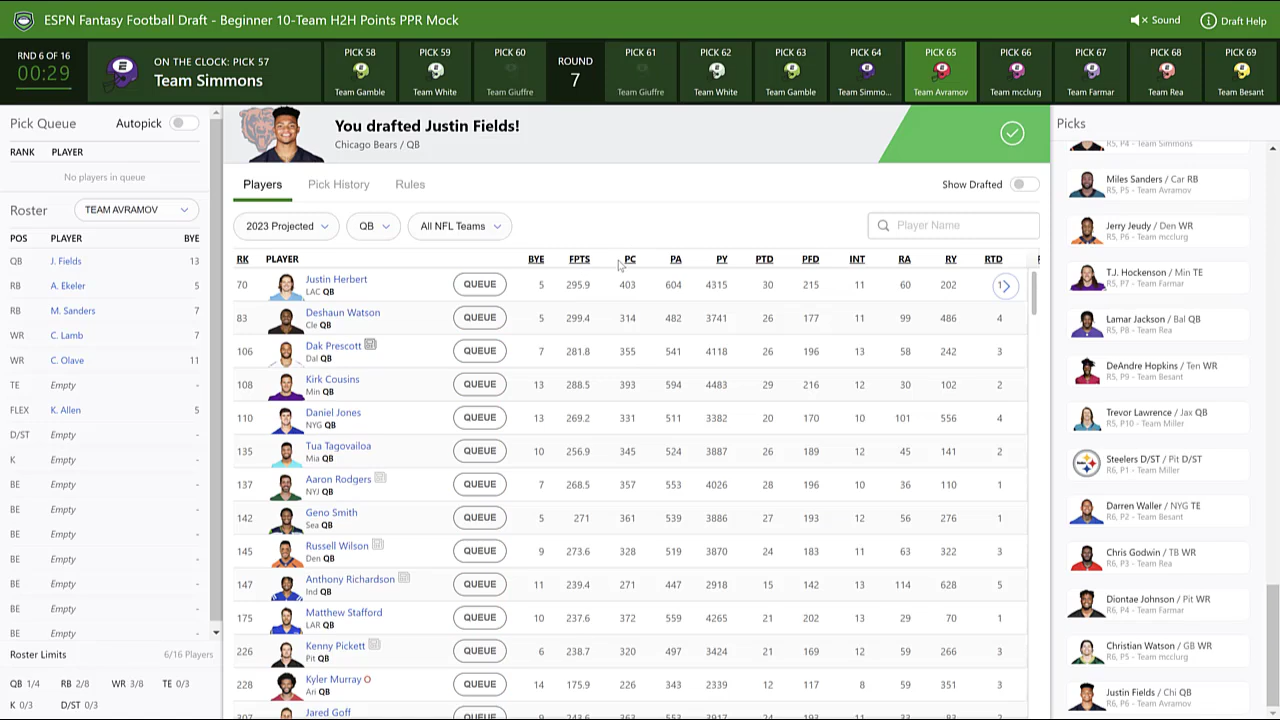 ESPN Fantasy Football Draft - Beginner 10-Team H2H Points PPR Mock
Sound
Draft Help
RND 6 OF 16
00:29
ON THE CLOCK: PICK 57
Team Simmons
PICK 58
Team Gamble
PICK 59
Team White
PICK 60
Team Giuffre
ROUND
7
PICK 61
Team Giuffre
PICK 62
Team White
PICK 63
Team Gamble
PICK 64
Team Simmo...
PICK 65
Team Avramov
PICK 66
Team mcclurg
PICK 67
Team Farmar
PICK 68
Team Rea
PICK 69
Team Besant
Pick Queue
Autopick
RANK PLAYER
No players in queue
Roster
TEAM AVRAMOV
POS PLAYER BYE
QB J. Fields 13
RB A. Ekeler 5
RB M. Sanders 7
WR C. Lamb 7
WR C. Olave 11
TE Empty -
FLEX K. Allen 5
D/ST Empty -
K Empty -
BE Empty -
BE Empty -
BE Empty -
BE Empty -
BE Empty -
BE Empty -
Roster Limits 6/16 Players
QB 1/4 RB 2/8 WR 3/8 TE 0/3
K 0/3 D/ST 0/3
You drafted Justin Fields!
Chicago Bears / QB
Players Pick History Rules
Show Drafted
2023 Projected
QB
All NFL Teams
Player Name
RK PLAYER BYE FPTS PC PA PY PTD PFD INT RA RY RTD
70 Justin Herbert LAC QB QUEUE 5 295.9 403 604 4315 30 215 11 60 202 1
83 Deshaun Watson Cle QB QUEUE 5 299.4 314 482 3741 26 177 11 99 486 4
106 Dak Prescott Dal QB QUEUE 7 281.8 355 541 4118 26 196 13 58 242 3
108 Kirk Cousins Min QB QUEUE 13 288.5 393 594 4483 29 216 12 30 102 2
110 Daniel Jones NYG QB QUEUE 13 269.2 331 511 3382 20 170 11 101 556 4
135 Tua Tagovailoa Mia QB QUEUE 10 256.9 345 524 3887 26 189 12 45 141 2
137 Aaron Rodgers NYJ QB QUEUE 7 268.5 357 553 4026 28 196 10 36 110 1
142 Geno Smith Sea QB QUEUE 5 271 361 539 3886 27 193 12 56 276 1
145 Russell Wilson Den QB QUEUE 9 273.6 326 519 3870 24 183 11 63 322 3
147 Anthony Richardson Ind QB QUEUE 11 239.4 271 447 2919 15 142 13 114 628 5
175 Matthew Stafford LAR QB QUEUE 10 237.6 372 559 4265 21 202 13 29 70
226 Kenny Pickett Pit QB QUEUE 6 238.7 320 497 3424 21 169 12 59 266 3
228 Kyler Murray O Ari QB QUEUE 14 175.9 226 343 2357 12 117 8 59 351
Jared Goff
Picks
R5, P4 - Team Simmons
Miles Sanders / Car RB
R5, P5 - Team Avramov
Jerry Jeudy / Den WR
R5, P6 - Team mcclurg
T.J. Hockenson / Min TE
R5, P7 - Team Farmar
Lamar Jackson / Bal QB
R5, P8 - Team Rea
DeAndre Hopkins / Ten WR
R5, P9 - Team Besant
Trevor Lawrence / Jax QB
R5, P10 - Team Miller
Steelers D/ST / Pit D/ST
R6, P1 - Team Miller
Darren Waller / NYG TE
R6, P2 - Team Besant
Chris Godwin / TB WR
R6, P3 - Team Rea
Diontae Johnson / Pit WR
R6, P4 - Team Farmar
Christian Watson / GB WR
R6, P5 - Team mcclurg
Justin Fields / Chi QB
R6, P6 - Team Avramov